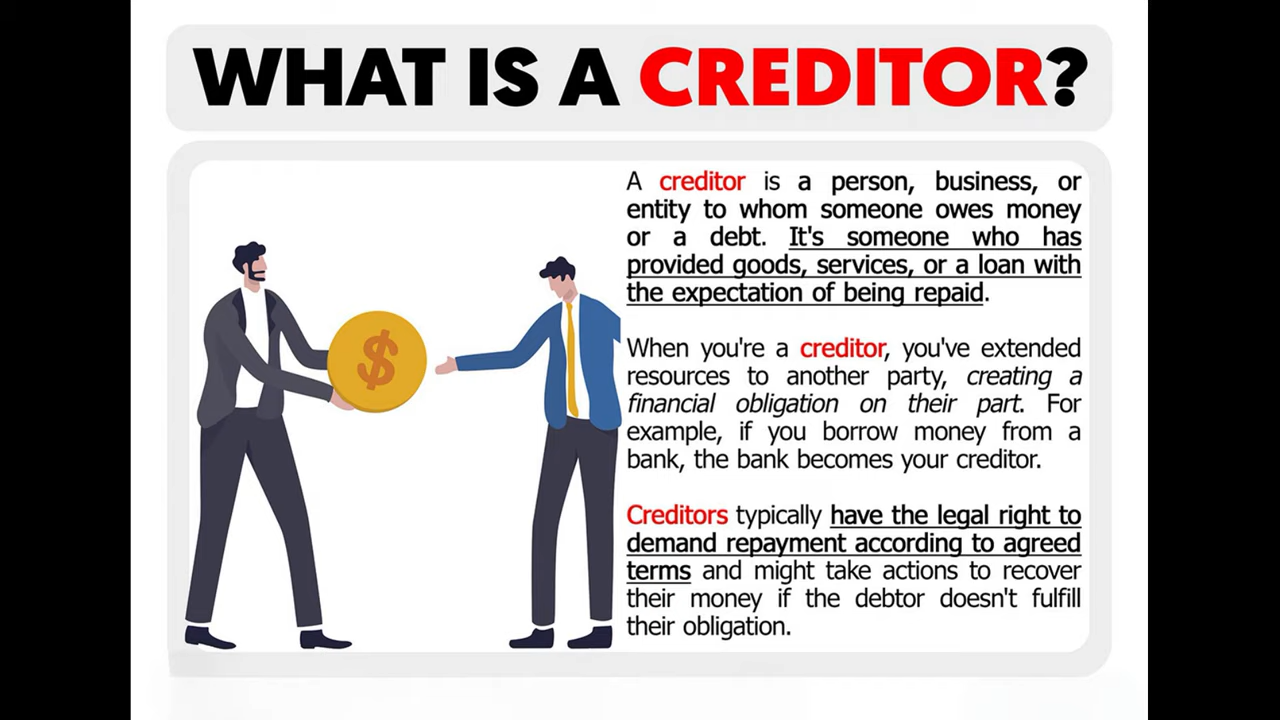 WHAT IS A CREDITOR?
A creditor is a person, business, or
entity to whom someone owes money
or a debt. It's someone who has
provided goods, services, or a loan with
the expectation of being repaid.
When you're a creditor, you've extended
resources to another party, creating a
financial obligation on their part. For
example, if you borrow money from a
bank, the bank becomes your creditor.
Creditors typically have the legal right to
demand repayment according to agreed
terms and might take actions to recover
their money if the debtor doesn't fulfill
their obligation.
$